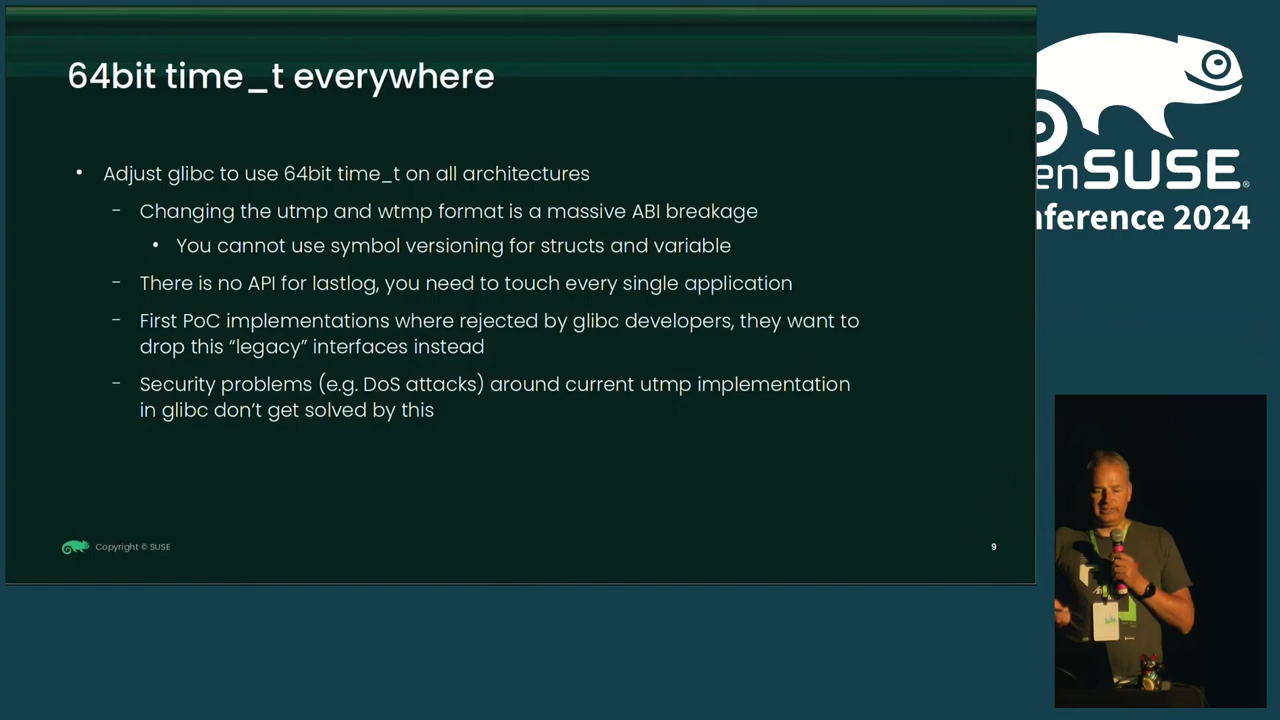 64bit time_t everywhere
• Adjust glibc to use 64bit time_t on all architectures
– Changing the utmp and wtmp format is a massive ABI breakage
• You cannot use symbol versioning for structs and variable
– There is no API for lastlog, you need to touch every single application
– First PoC implementations where rejected by glibc developers, they want to
drop this “legacy” interfaces instead
– Security problems (e.g. DoS attacks) around current utmp implementation
in glibc don’t get solved by this
Copyright © SUSE
9
enSUSE®
nference 2024